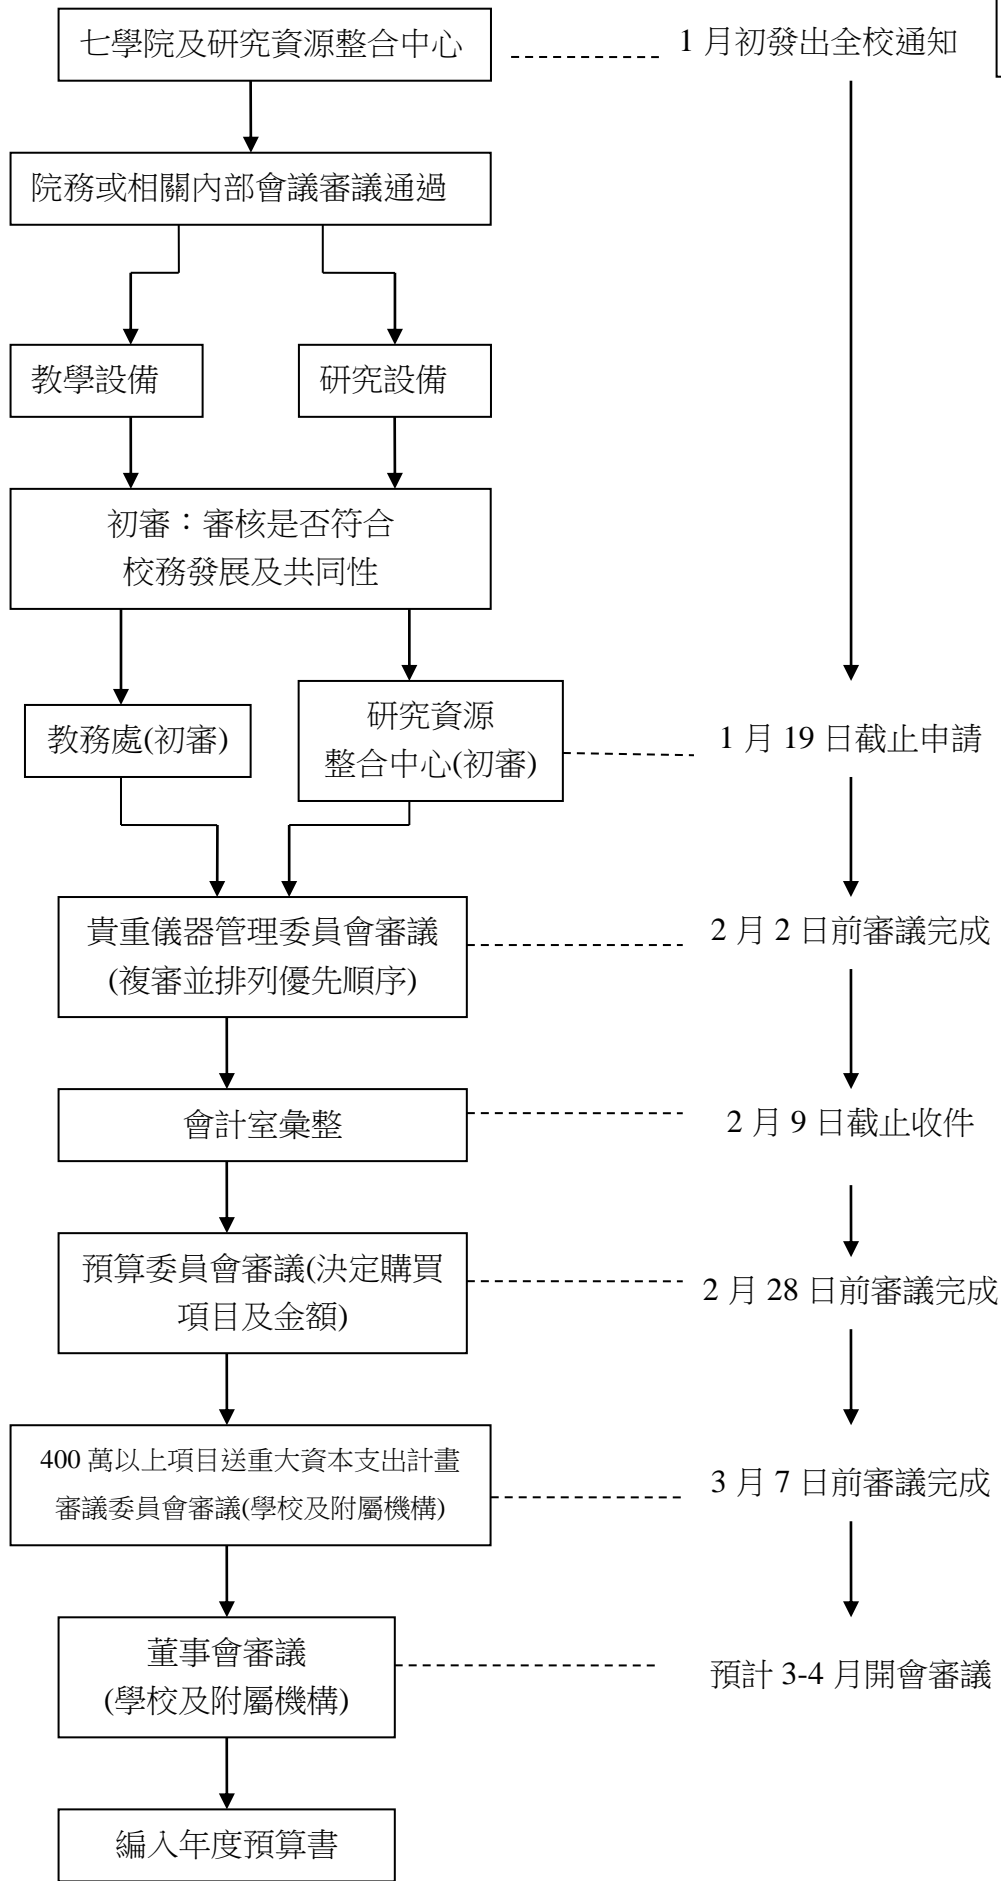 七學院及研究資源整合中心
1 月初發出全校通知
院務或相關內部會議審議通過
教學設備
研究設備
初審：審核是否符合
校務發展及共同性
教務處(初審)
研究資源
整合中心(初審)
1 月 19 日截止申請
貴重儀器管理委員會審議
(複審並排列優先順序)
2 月 2 日前審議完成
會計室彙整
2 月 9 日截止收件
預算委員會審議(決定購買
項目及金額)
2 月 28 日前審議完成
400 萬以上項目送重大資本支出計畫
審議委員會審議(學校及附屬機構)
3 月 7 日前審議完成
董事會審議
(學校及附屬機構)
預計 3-4 月開會審議
編入年度預算書